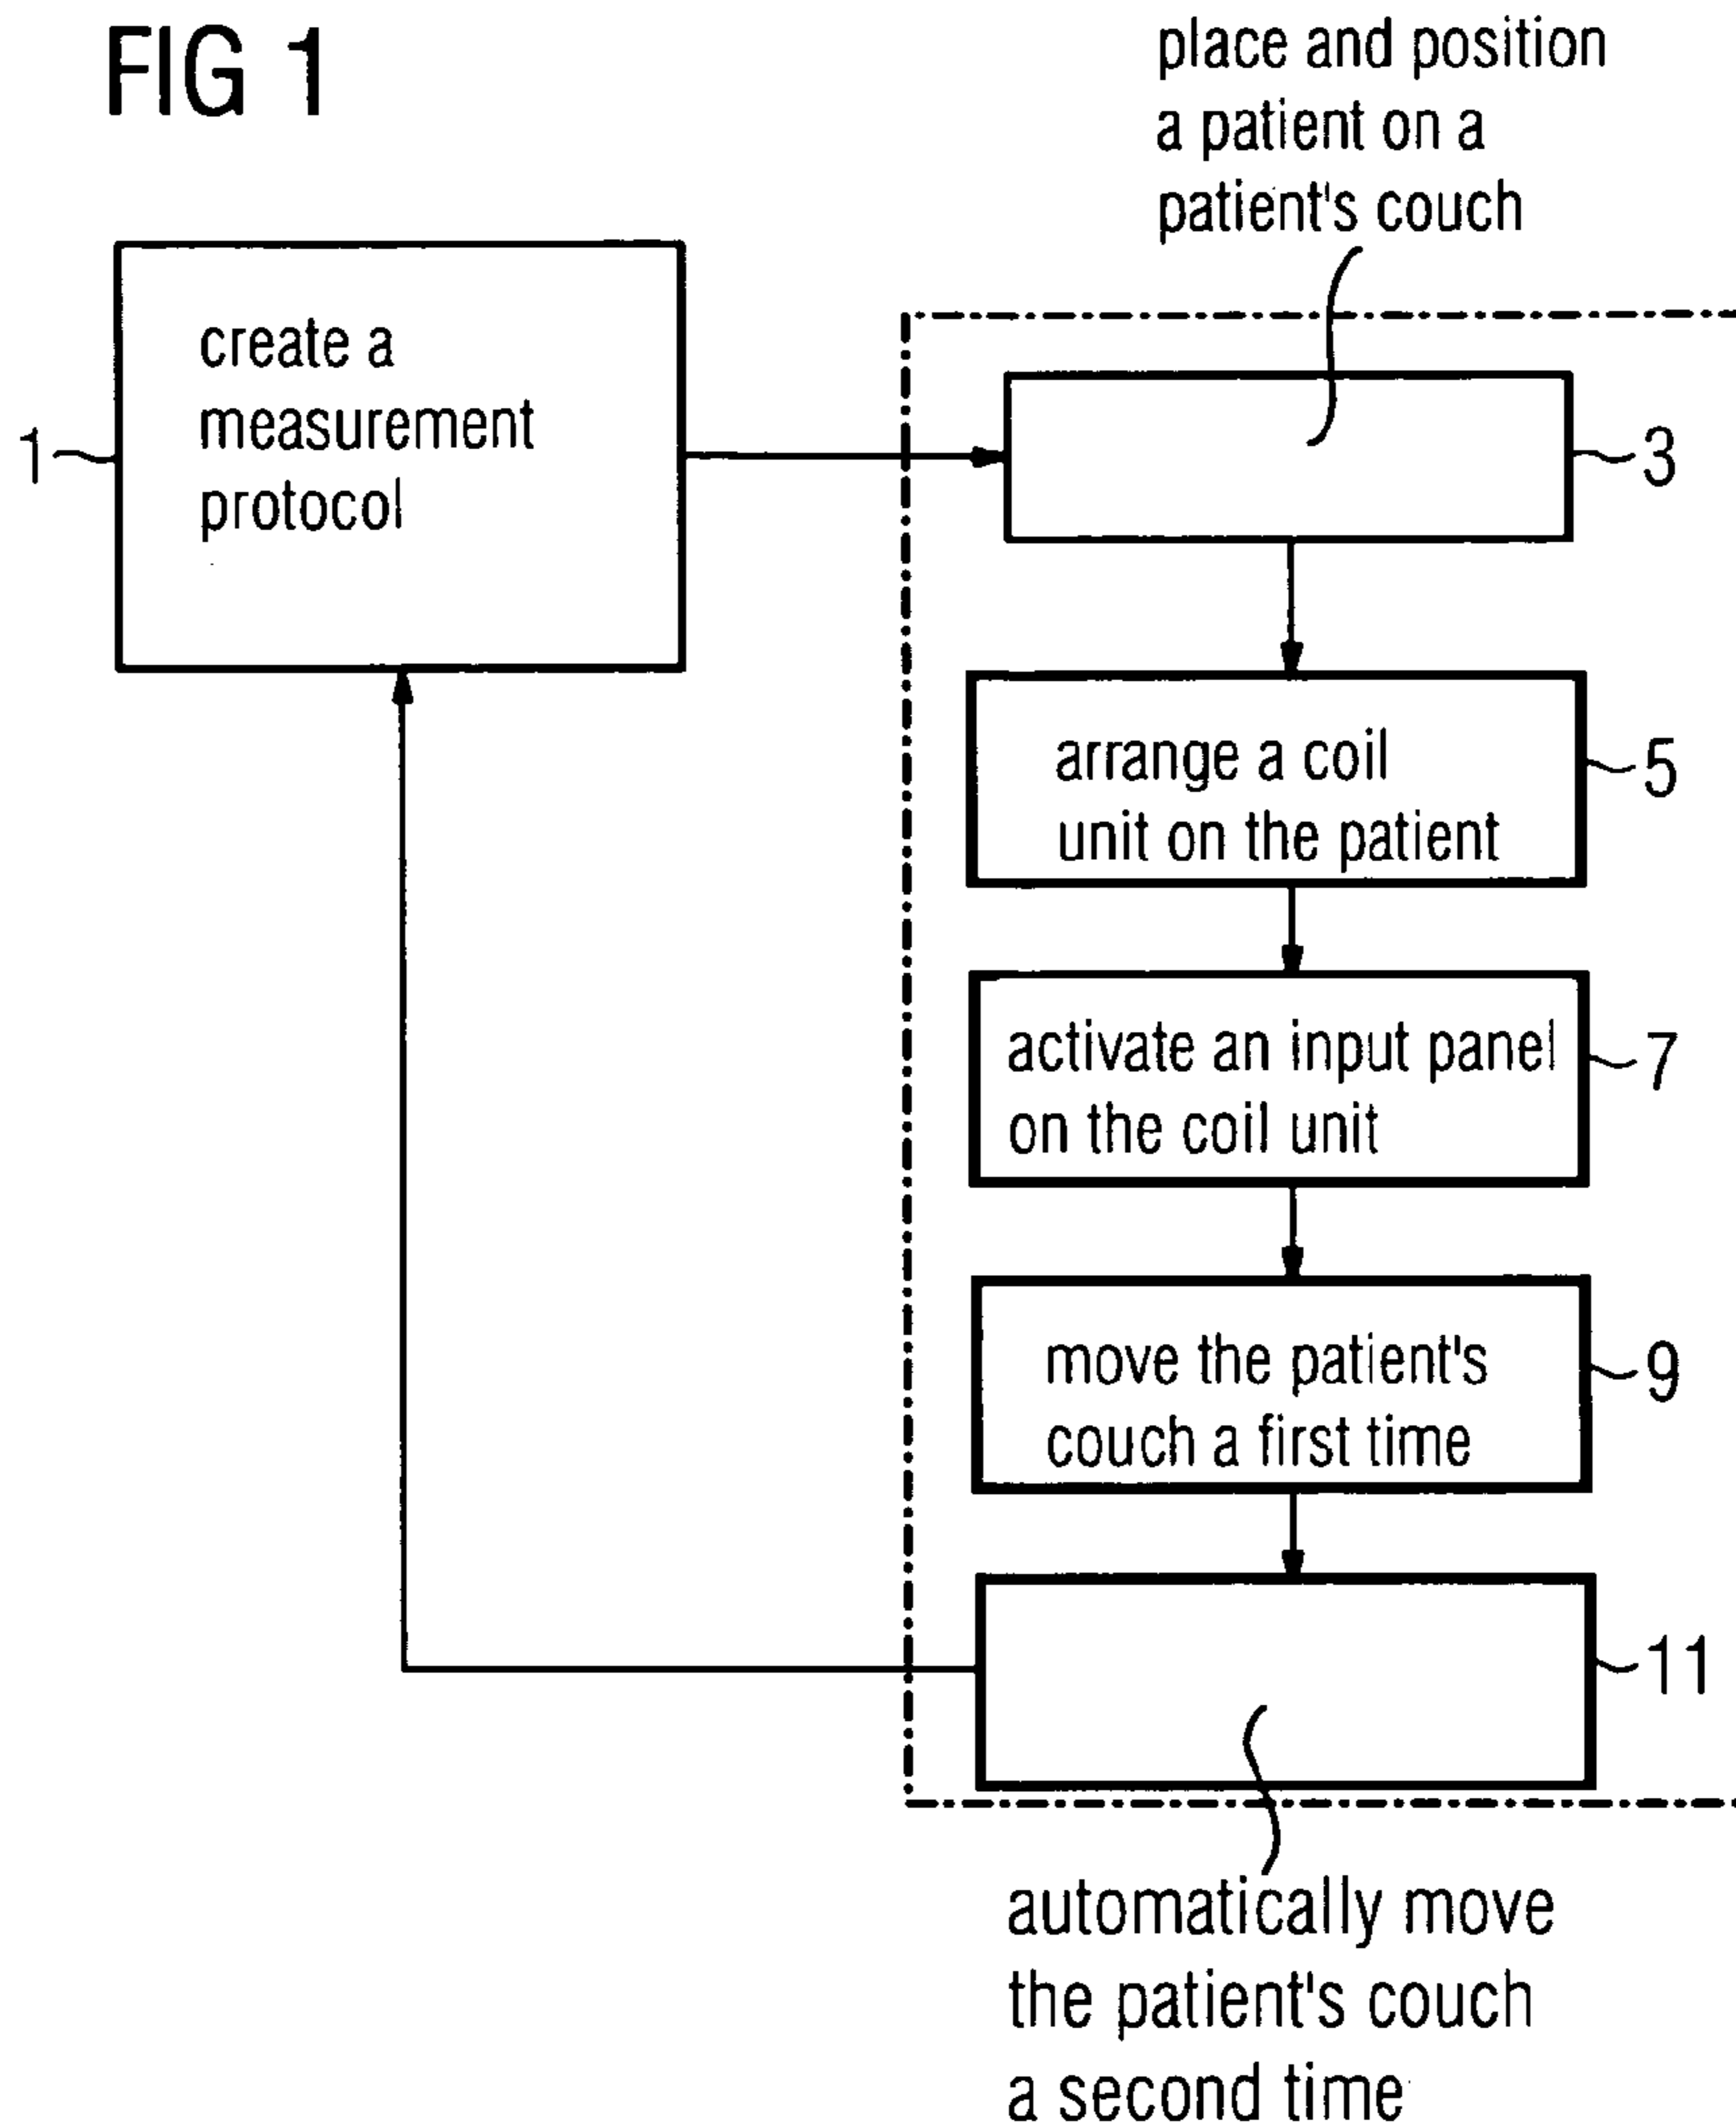 FIG 1
place and position
a patient on a
patient's couch
create a
measurement
protocol
1
3
arrange a coil
unit on the patient
5
activate an input panel
on the coil unit
7
move the patient's
couch a first time
9
11
automatically move
the patient's couch
a second time